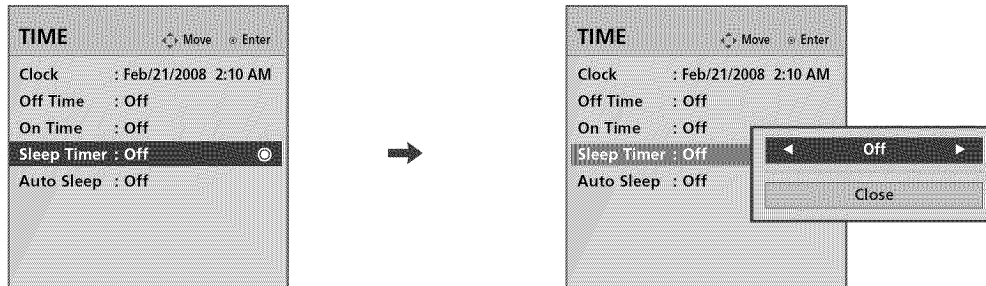 TIME Move Enter
Clock : Feb/21/2008 2:10 AM
Off Time : Off
On Time : Off
Sleep Timer : Off
Auto Sleep : Off
TIME Move Enter
Clock : Feb/21/2008 2:10 AM
Off Time : Off
On Time : Off
Sleep Timer : Off
Auto Sleep : Off
Off
Close